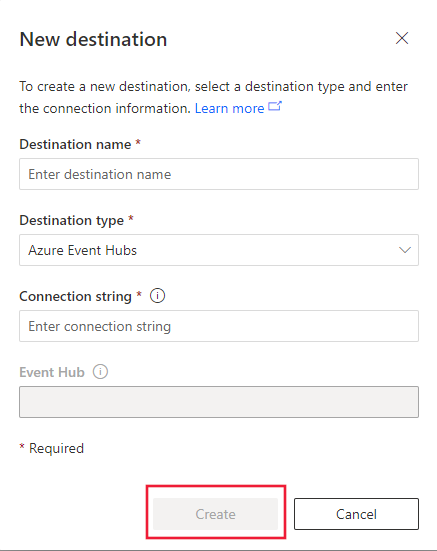 New destination
To create a new destination, select a destination type and enter
the connection information. Learn more
Destination name *
Enter destination name
Destination type *
Azure Event Hubs
Connection string *
Enter connection string
Event Hub
* Required
Create
Cancel